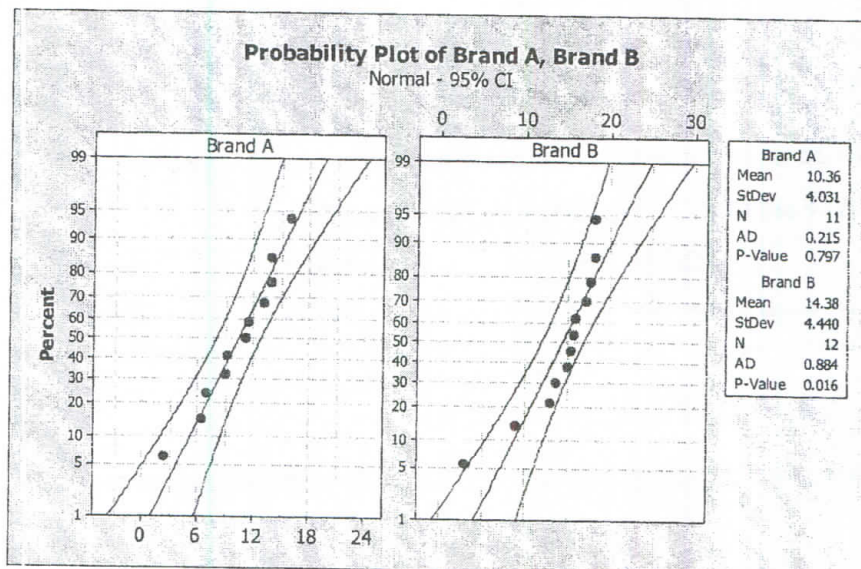 Probability Plot of Brand A, Brand B
Normal - 95% CI
0 10 20 30
Brand A Brand B
Percent
99
95
90
80
70
60
50
40
30
20
10
5
1
99
95
90
80
70
60
50
40
30
20
10
5
1
0 6 12 18 24
Brand A
Mean 10.36
StDev 4.031
N 11
AD 0.215
P-Value 0.797
Brand B
Mean 14.38
StDev 4.440
N 12
AD 0.884
P-Value 0.016